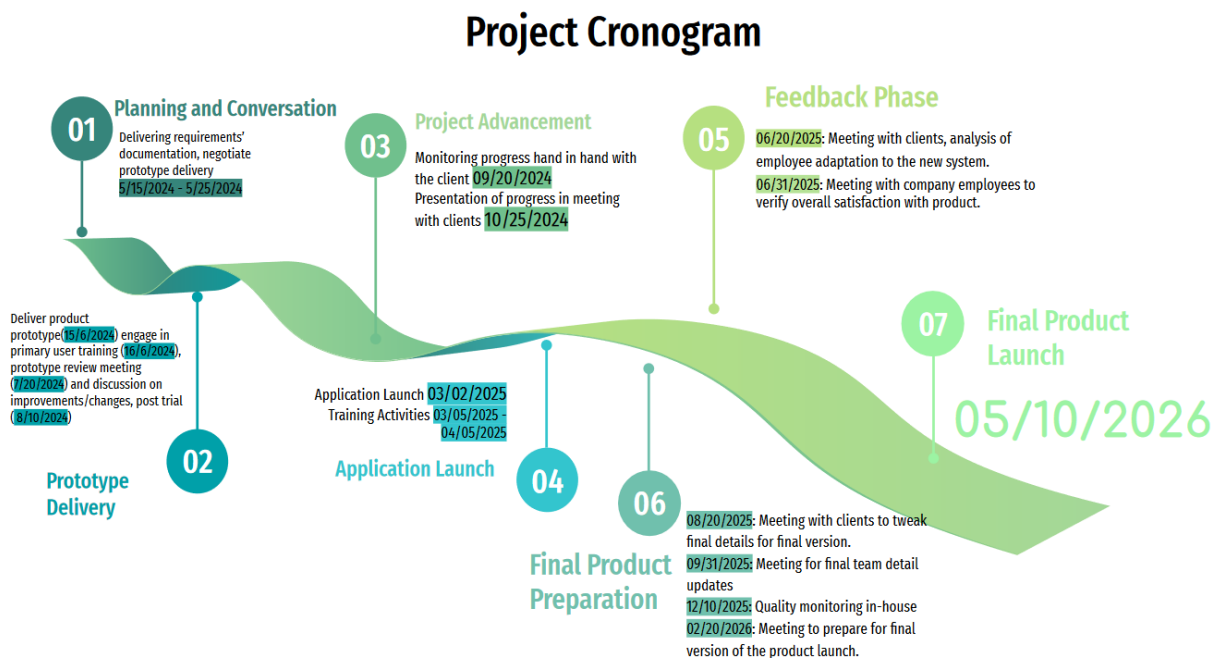 Project Cronogram
01
Planning and Conversation
Delivering requirements'
documentation, negotiate
prototype delivery
5/15/2024 - 5/25/2024
Deliver product
prototype(15/6/2024) engage in
primary user training (16/6/2024),
prototype review meeting
(7/20/2024) and discussion on
improvements/changes, post trial
(8/10/2024)
02
Prototype
Delivery
03
Project Advancement
Monitoring progress hand in hand with
the client 09/20/2024
Presentation of progress in meeting
with clients 10/25/2024
Application Launch 03/02/2025
Training Activities 03/05/2025 -
04/05/2025
Application Launch
04
05
Feedback Phase
06/20/2025: Meeting with clients, analysis of
employee adaptation to the new system.
06/31/2025: Meeting with company employees to
verify overall satisfaction with product.
06
Final Product
Preparation
08/20/2025: Meeting with clients to tweak
final details for final version.
09/31/2025: Meeting for final team detail
updates
12/10/2025: Quality monitoring in-house
02/20/2026: Meeting to prepare for final
version of the product launch.
07
Final Product
Launch
05/10/2026